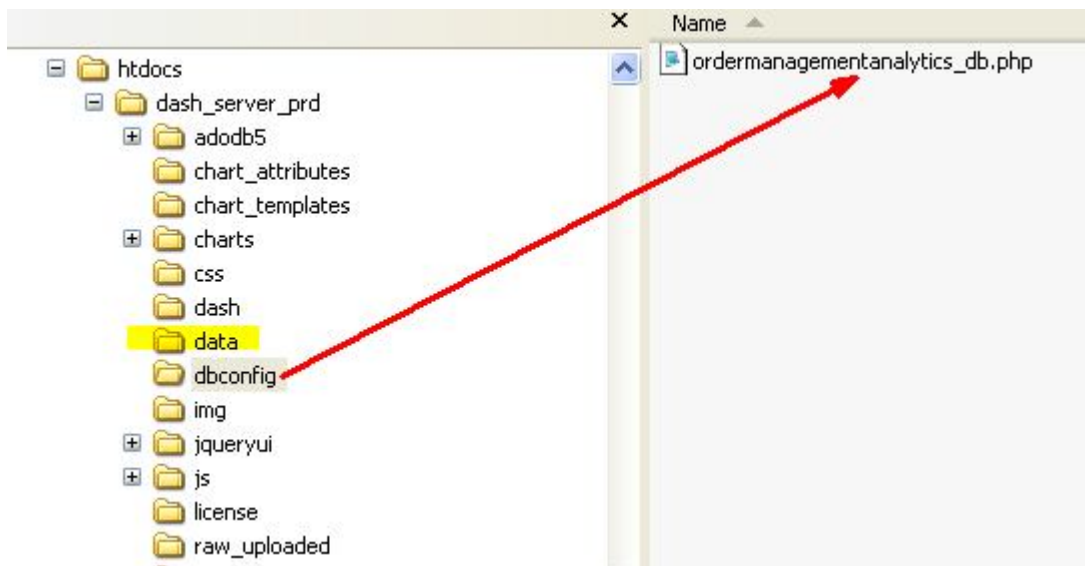 Name
htdocs
dash_server_prd
adodb5
chart_attributes
chart_templates
charts
css
dash
data
dbconfig
img
jqueryui
js
license
raw_uploaded
ordermanagementanalytics_db.php